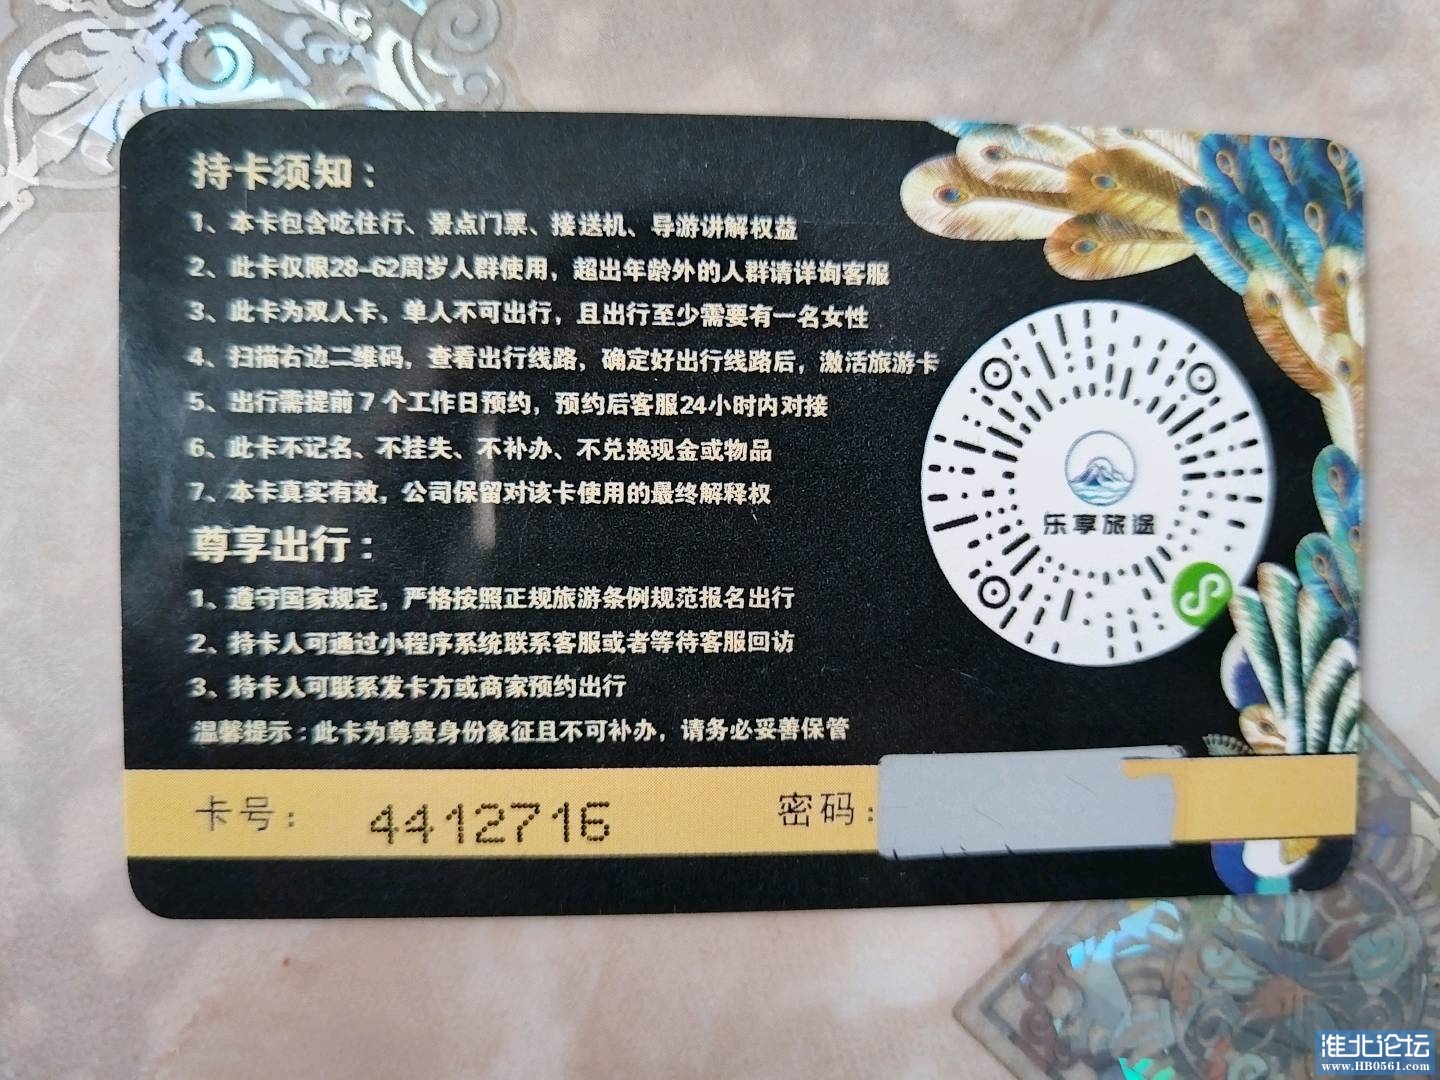 持卡须知：
1、本卡包含吃住行、景点门票、接送机、导游讲解权益
2、此卡仅限28-62周岁人群使用，超出年龄外的人群请详询客服
3、此卡为双人卡，单人不可出行，且出行至少需要有一名女性
4、扫描右边二维码，查看出行线路，确定好出行线路后，激活旅游卡
5、出行需提前7个工作日预约，预约后客服24小时内对接
6、此卡不记名、不挂失、不补办、不兑换现金或物品
7、本卡真实有效，公司保留对该卡使用的最终解释权
乐享旅途
尊享出行：
1、遵守国家规定，严格按照正规旅游条例规范报名出行
2、持卡人可通过小程序系统联系客服或者等待客服回访
3、持卡人可联系发卡方或商家预约出行
温馨提示：此卡为尊贵身份象征且不可补办，请务必妥善保管
卡号： 4412716 密码：
淮北论坛
www.HB0561.com